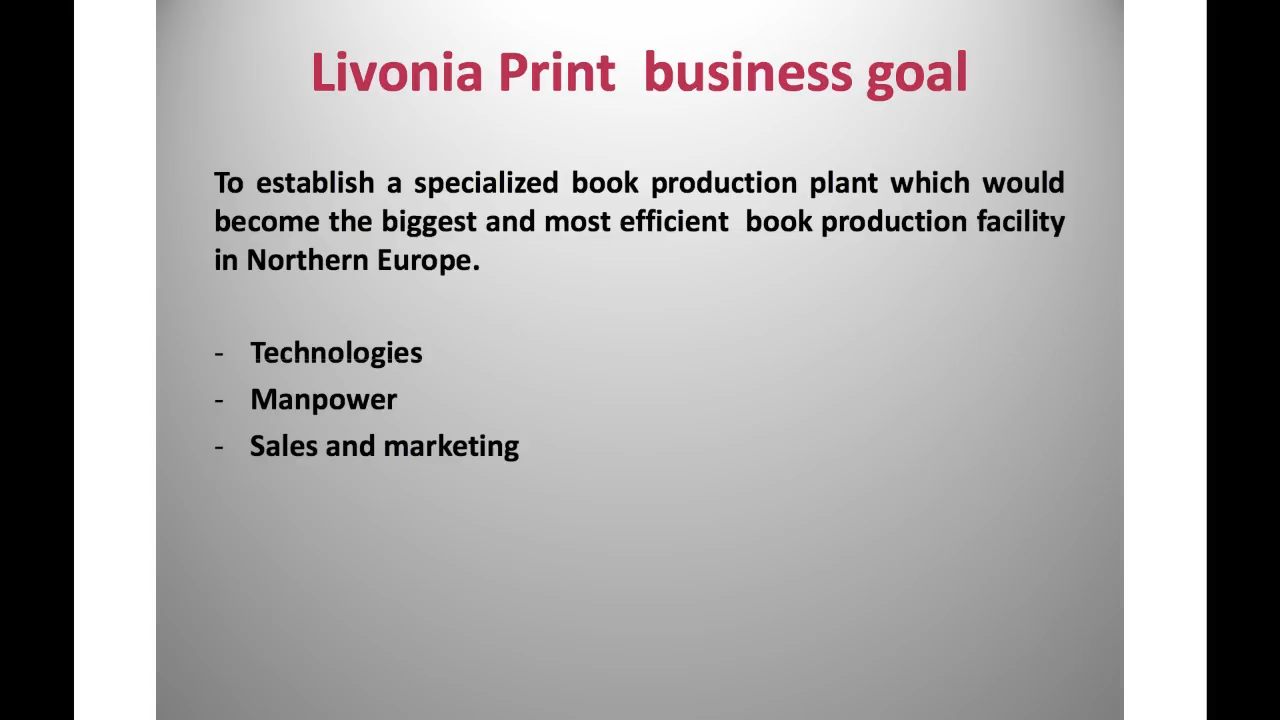 Livonia Print  business goal
To establish a specialized book production plant which would
become the biggest and most efficient  book production facility
in Northern Europe.
- Technologies
- Manpower
- Sales and marketing